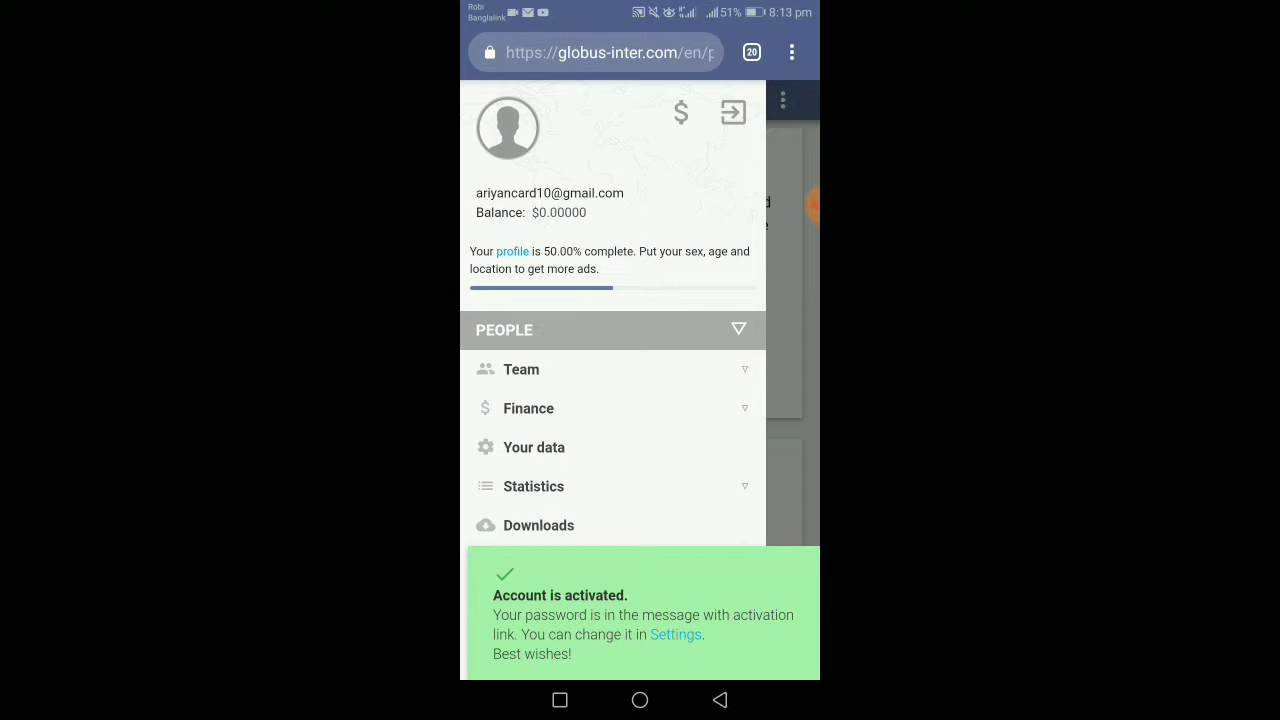 Robi
Banglalink
51%
8:13 pm
https://globus-inter.com/en/p
20
ariyancard10@gmail.com
Balance: $0.00000
Your profile is 50.00% complete. Put your sex, age and
location to get more ads.
PEOPLE
Team
Finance
Your data
Statistics
Downloads
Account is activated.
Your password is in the message with activation
link. You can change it in Settings.
Best wishes!